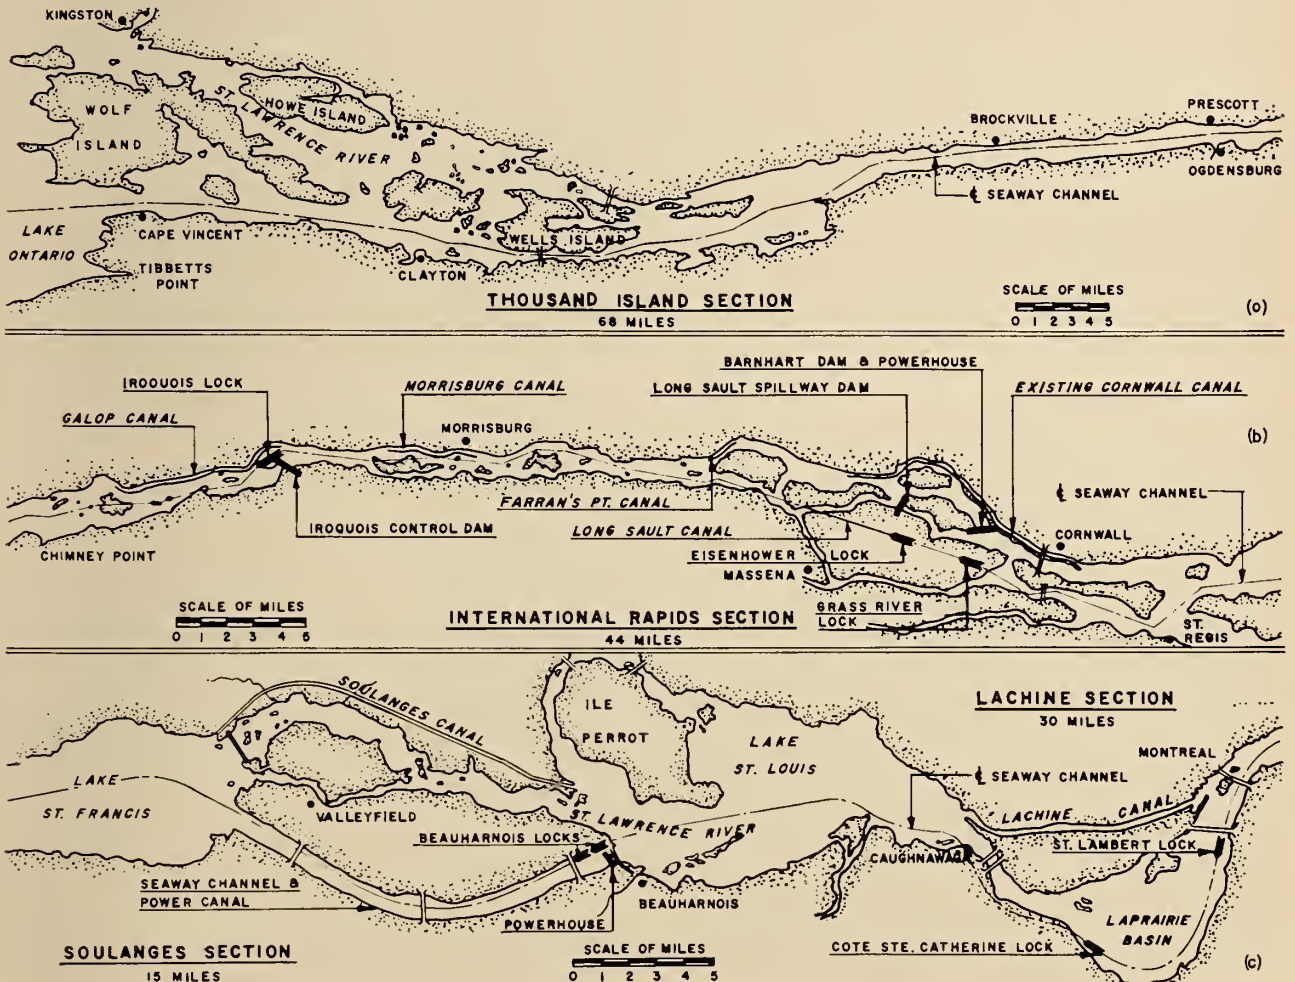 KINGSTON
WOLF
ISLAND
HOWE ISLAND
ST. LAWRENCE RIVER
BROCKVILLE
PRESCOTT
OGDENSBURG
℄ SEAWAY CHANNEL
LAKE
ONTARIO
CAPE VINCENT
TIBBETTS
POINT
CLAYTON
WELLS ISLAND
THOUSAND ISLAND SECTION
68 MILES
SCALE OF MILES
0 1 2 3 4 5
(a)
IROQUOIS LOCK
GALOP CANAL
MORRISBURG CANAL
MORRISBURG
BARNHART DAM & POWERHOUSE
LONG SAULT SPILLWAY DAM
EXISTING CORNWALL CANAL
(b)
℄ SEAWAY CHANNEL
CORNWALL
FARRAN'S PT. CANAL
IROQUOIS CONTROL DAM
LONG SAULT CANAL
CHIMNEY POINT
EISENHOWER LOCK
MASSENA
GRASS RIVER
LOCK
ST.
REGIS
SCALE OF MILES
0 1 2 3 4 5
INTERNATIONAL RAPIDS SECTION
44 MILES
SOULANGES CANAL
ILE
PERROT
LAKE
ST. LOUIS
LACHINE SECTION
30 MILES
MONTREAL
℄ SEAWAY CHANNEL
LAKE
ST. FRANCIS
VALLEYFIELD
ST. LAWRENCE RIVER
LACHINE CANAL
BEAUHARNOIS LOCKS
CAUGHNAWAGA
ST. LAMBERT LOCK
SEAWAY CHANNEL &
POWER CANAL
BEAUHARNOIS
POWERHOUSE
LAPRAIRIE
BASIN
COTE STE. CATHERINE LOCK
SOULANGES SECTION
15 MILES
SCALE OF MILES
0 1 2 3 4 5
(c)